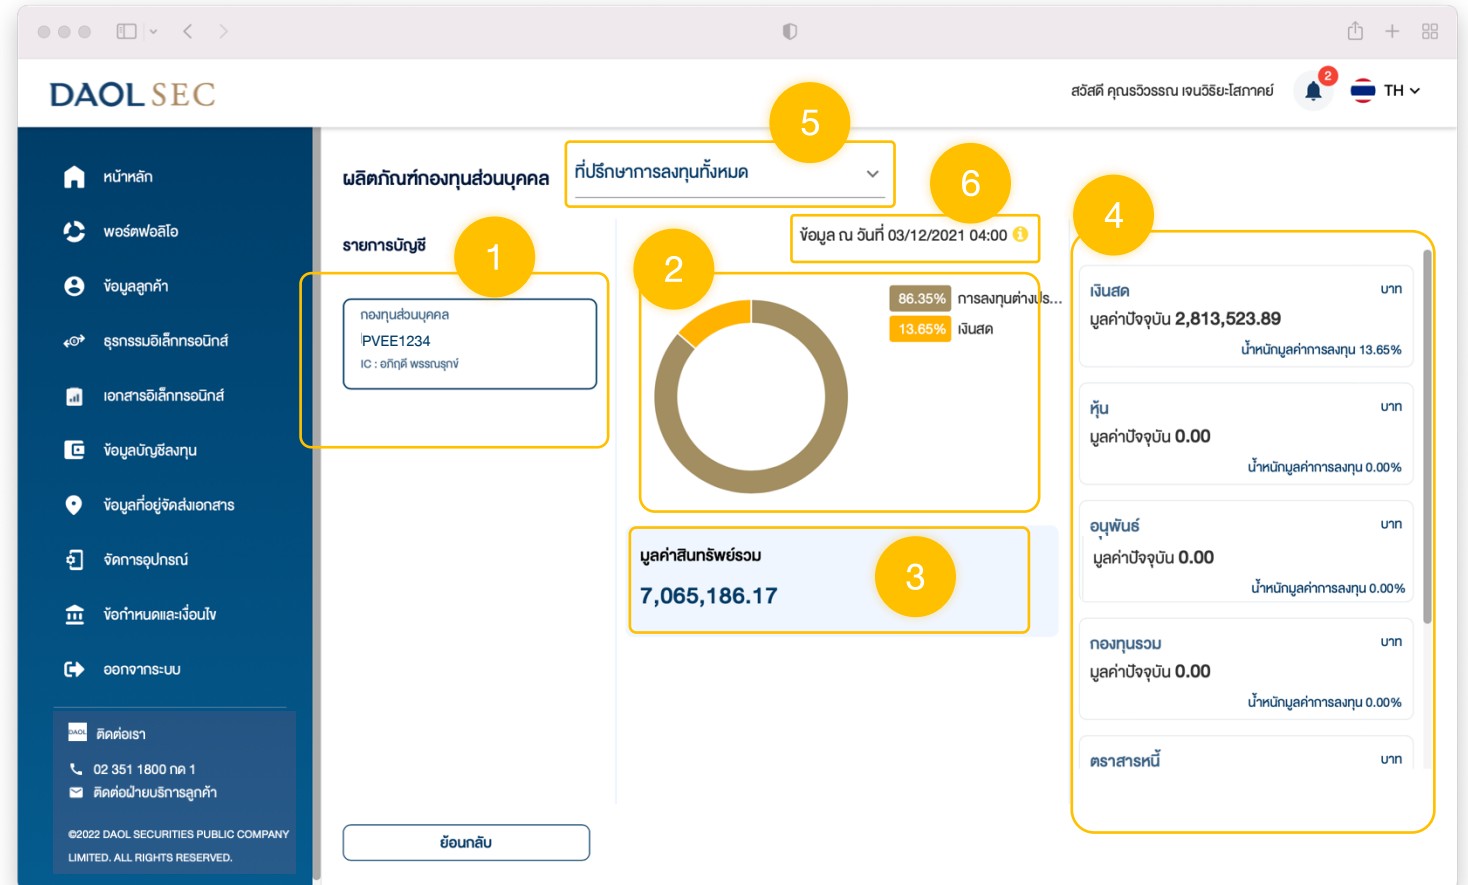 DAOL SEC
สวัสดี คุณรวิวรรณ เจนวิริยะโสภาคย์
2
TH
หน้าหลัก
พอร์ตฟอลิโอ
ข้อมูลลูกค้า
ธุรกรรมอิเล็กทรอนิกส์
เอกสารอิเล็กทรอนิกส์
ข้อมูลบัญชีลงทุน
ข้อมูลที่อยู่จัดส่งเอกสาร
จัดการอุปกรณ์
ข้อกำหนดและเงื่อนไข
ออกจากระบบ
DAOL ติดต่อเรา
02 351 1800 กด 1
ติดต่อฝ่ายบริการลูกค้า
©2022 DAOL SECURITIES PUBLIC COMPANY
LIMITED. ALL RIGHTS RESERVED.
ผลิตภัณฑ์กองทุนส่วนบุคคล
ที่ปรึกษาการลงทุนทั้งหมด
5
6
ข้อมูล ณ วันที่ 03/12/2021 04:00
รายการบัญชี
1
กองทุนส่วนบุคคล
PVEE1234
IC : อภิฤดี พรรณรุกข์
2
86.35% การลงทุนต่างปร...
13.65% เงินสด
มูลค่าสินทรัพย์รวม
7,065,186.17
3
ย้อนกลับ
4
เงินสด บาท
มูลค่าปัจจุบัน 2,813,523.89
น้ำหนักมูลค่าการลงทุน 13.65%
หุ้น บาท
มูลค่าปัจจุบัน 0.00
น้ำหนักมูลค่าการลงทุน 0.00%
อนุพันธ์ บาท
มูลค่าปัจจุบัน 0.00
น้ำหนักมูลค่าการลงทุน 0.00%
กองทุนรวม บาท
มูลค่าปัจจุบัน 0.00
น้ำหนักมูลค่าการลงทุน 0.00%
ตราสารหนี้ บาท